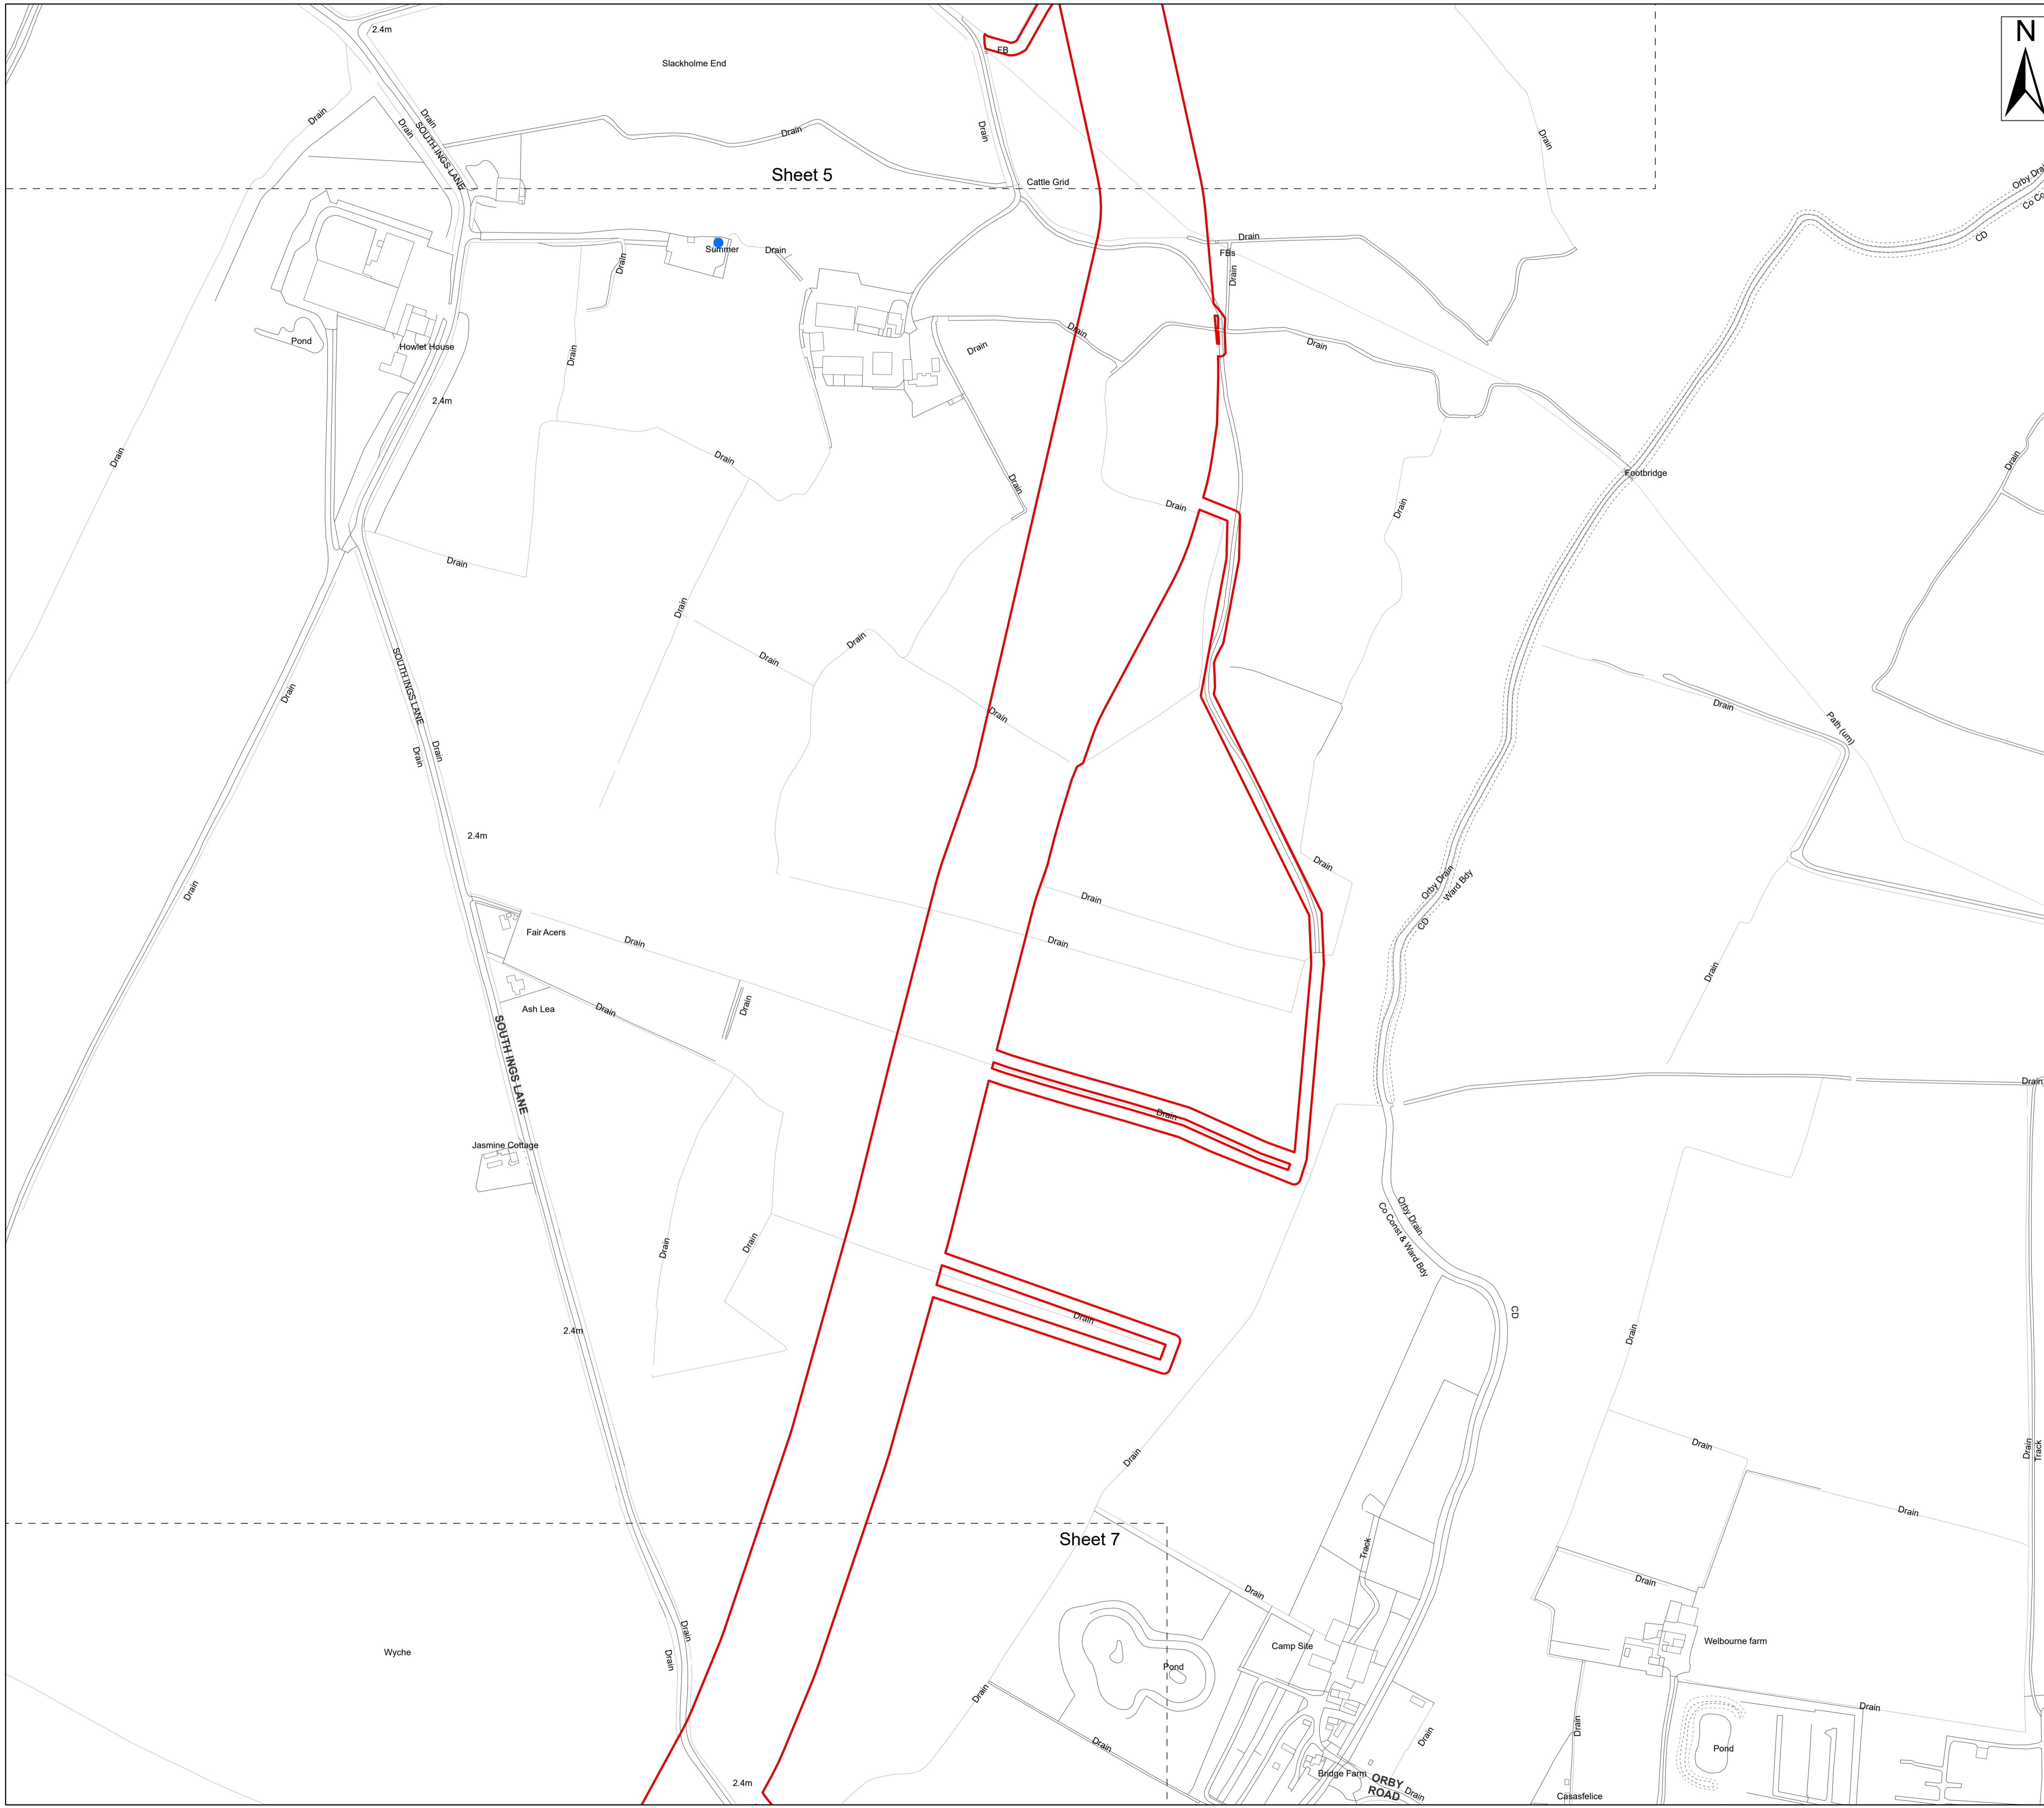 2.4m
N
FB
Slackholme End
Drain
Drain
Drain
SOUTH INGS LANE
Drain
Drain
Drain
Sheet 5
Cattle Grid
Orby Drai
Co Co
CD
Drain
FBs
Drain
Summer
Drain
Drain
Drain
Pond
Howlet House
Drain
Drain
Drain
Drain
2.4m
Drain
Drain
Drain
Drain
Footbridge
Drain
Drain
Drain
Drain
Drain
Drain
Drain
SOUTH INGS LANE
Drain
Drain
Drain
Drain
Drain
Path (um)
2.4m
Drain
Drain
Orby Drain
Ward Bdy
CD
Drain
Fair Acers
Drain
Drain
Drain
Ash Lea
Drain
Drain
SOUTH INGS LANE
Drain
Drain
Jasmine Cottage
Orby Drain
Co Const & Ward Bdy
Drain
Drain
CD
Drain
2.4m
Drain
Drain
Drain
Drain
Track
Drain
Sheet 7
Track
Drain
Drain
Drain
Drain
Wyche
Camp Site
Welbourne farm
Pond
Drain
Drain
Drain
Drain
Drain
Pond
2.4m
Bridge Farm
ORBY
ROAD
Drain
Casasfelice